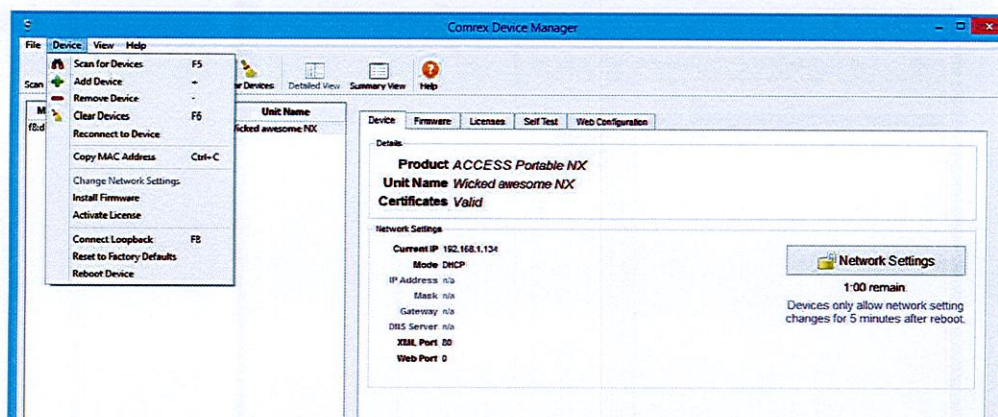 Comrex Device Manager
File Device View Help
Scan for Devices F5
Add Device +
Remove Device -
Clear Devices F6
Reconnect to Device
Copy MAC Address Ctrl+C
Change Network Settings
Install Firmware
Activate License
Connect Loopback F8
Reset to Factory Defaults
Reboot Device
Scan
Devices Detailed View Summary View Help
M
Unit Name
f8:d
icked awesome NX
Device Firmware Licenses Self Test Web Configuration
Details
Product ACCESS Portable NX
Unit Name Wicked awesome NX
Certificates Valid
Network Settings
Current IP 192.168.1.134
Mode DHCP
IP Address n/a
Mask n/a
Gateway n/a
DNS Server n/a
XML Port 80
Web Port 0
Network Settings
1:00 remain.
Devices only allow network setting
changes for 5 minutes after reboot.